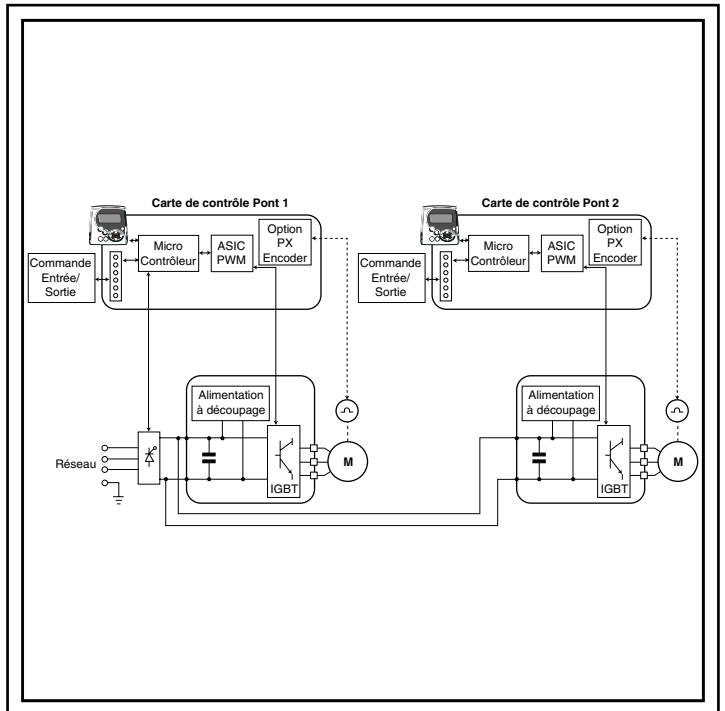 Carte de contrôle Pont 1
Micro
Contrôleur
ASIC
PWM
Option
PX
Encoder
Commande
Entrée/
Sortie
Alimentation
à découpage
Réseau
IGBT
M
Carte de contrôle Pont 2
Micro
Contrôleur
ASIC
PWM
Option
PX
Encoder
Commande
Entrée/
Sortie
Alimentation
à découpage
IGBT
M